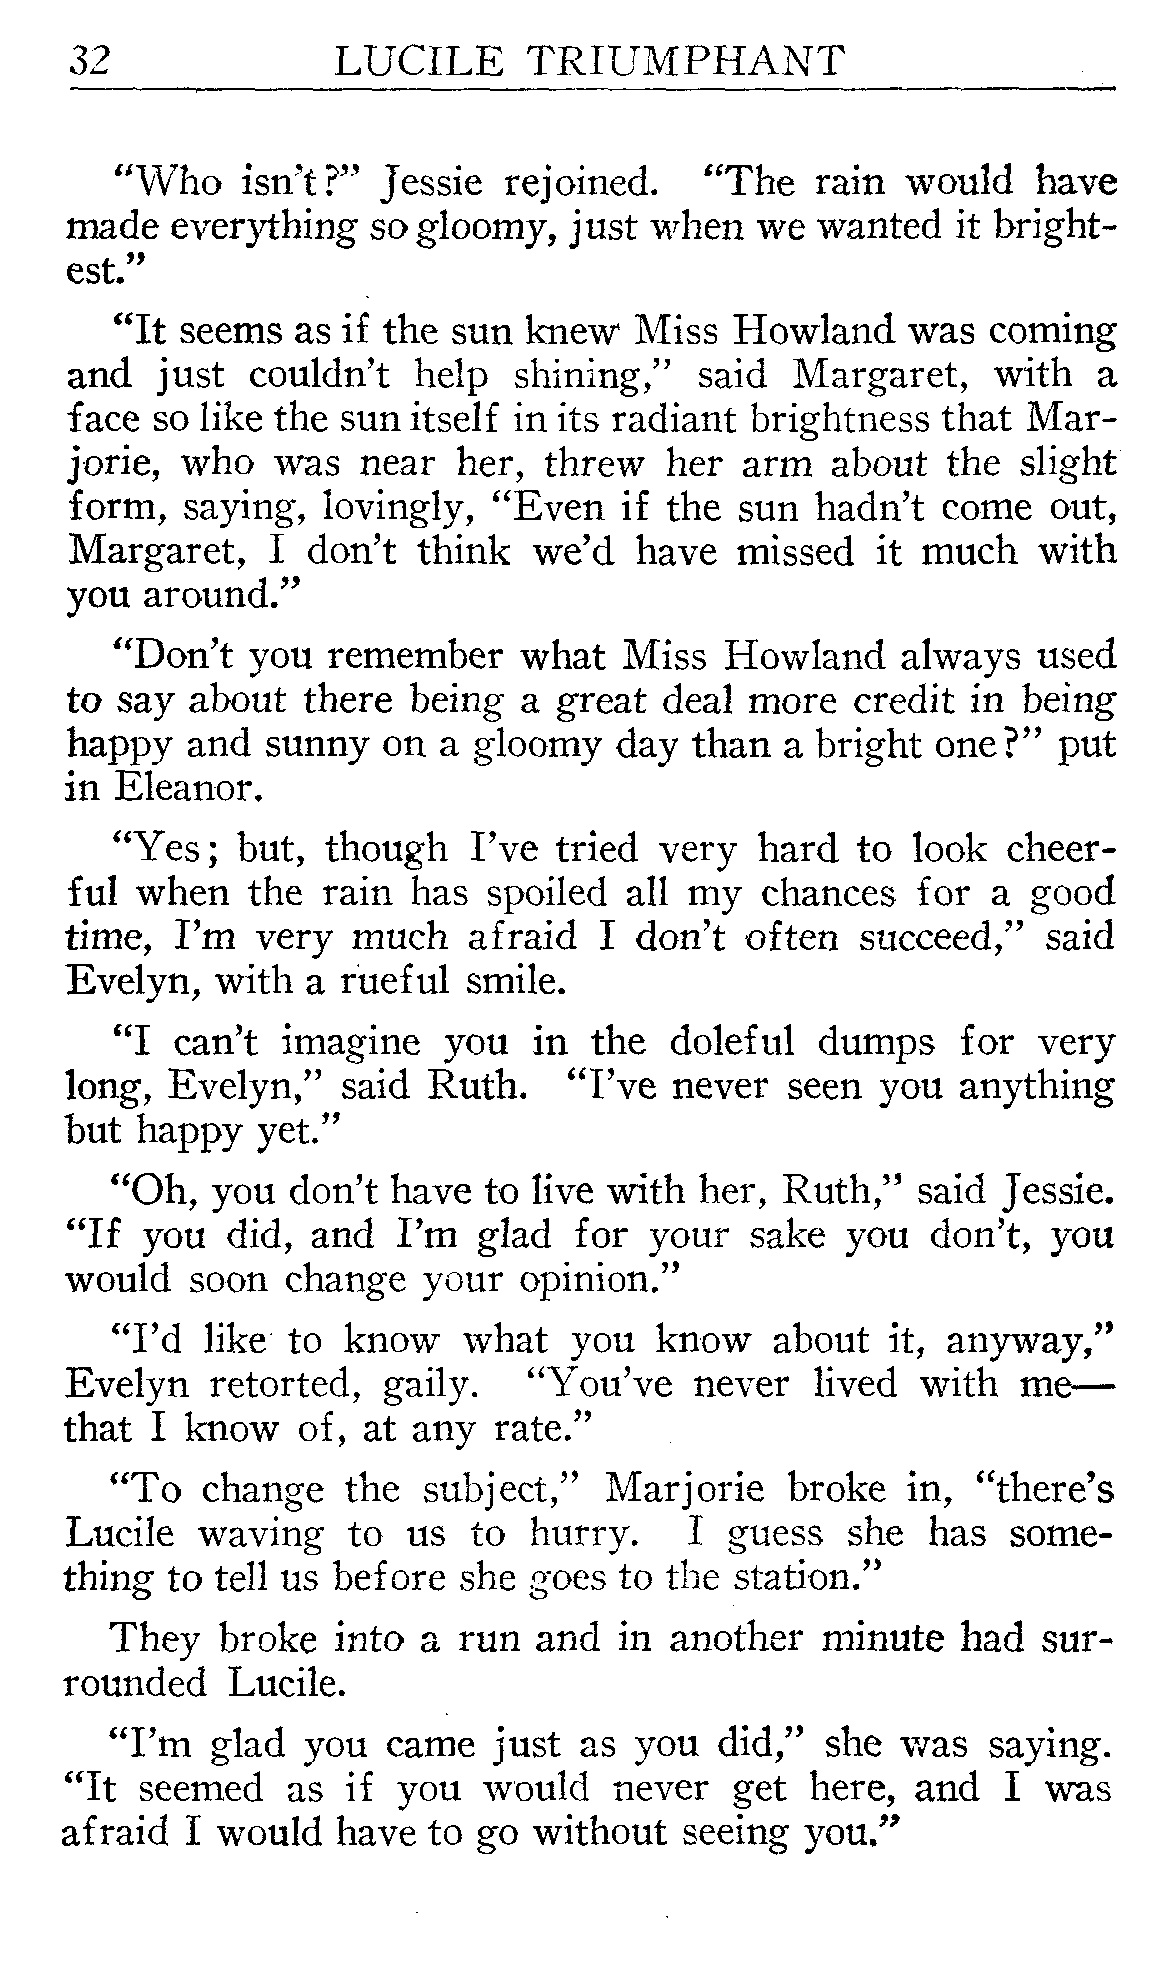 32 LUCILE TRIUMPHANT
“Who isn’t?” Jessie rejoined. “The rain would have
made everything so gloomy, just when we wanted it bright-
est.”
“It seems as if the sun knew Miss Howland was coming
and just couldn’t help shining,” said Margaret, with a
face so like the sun itself in its radiant brightness that Mar-
jorie, who was near her, threw her arm about the slight
form, saying, lovingly, “Even if the sun hadn’t come out,
Margaret, I don’t think we’d have missed it much with
you around.”
“Don’t you remember what Miss Howland always used
to say about there being a great deal more credit in being
happy and sunny on a gloomy day than a bright one?” put
in Eleanor.
“Yes; but, though I’ve tried very hard to look cheer-
ful when the rain has spoiled all my chances for a good
time, I’m very much afraid I don’t often succeed,” said
Evelyn, with a rueful smile.
“I can’t imagine you in the doleful dumps for very
long, Evelyn,” said Ruth. “I’ve never seen you anything
but happy yet.”
“Oh, you don’t have to live with her, Ruth,” said Jessie.
“If you did, and I’m glad for your sake you don’t, you
would soon change your opinion.”
“I’d like to know what you know about it, anyway,”
Evelyn retorted, gaily. “You’ve never lived with me—
that I know of, at any rate.”
“To change the subject,” Marjorie broke in, “there’s
Lucile waving to us to hurry. I guess she has some-
thing to tell us before she goes to the station.”
They broke into a run and in another minute had sur-
rounded Lucile.
“I’m glad you came just as you did,” she was saying.
“It seemed as if you would never get here, and I was
afraid I would have to go without seeing you.”